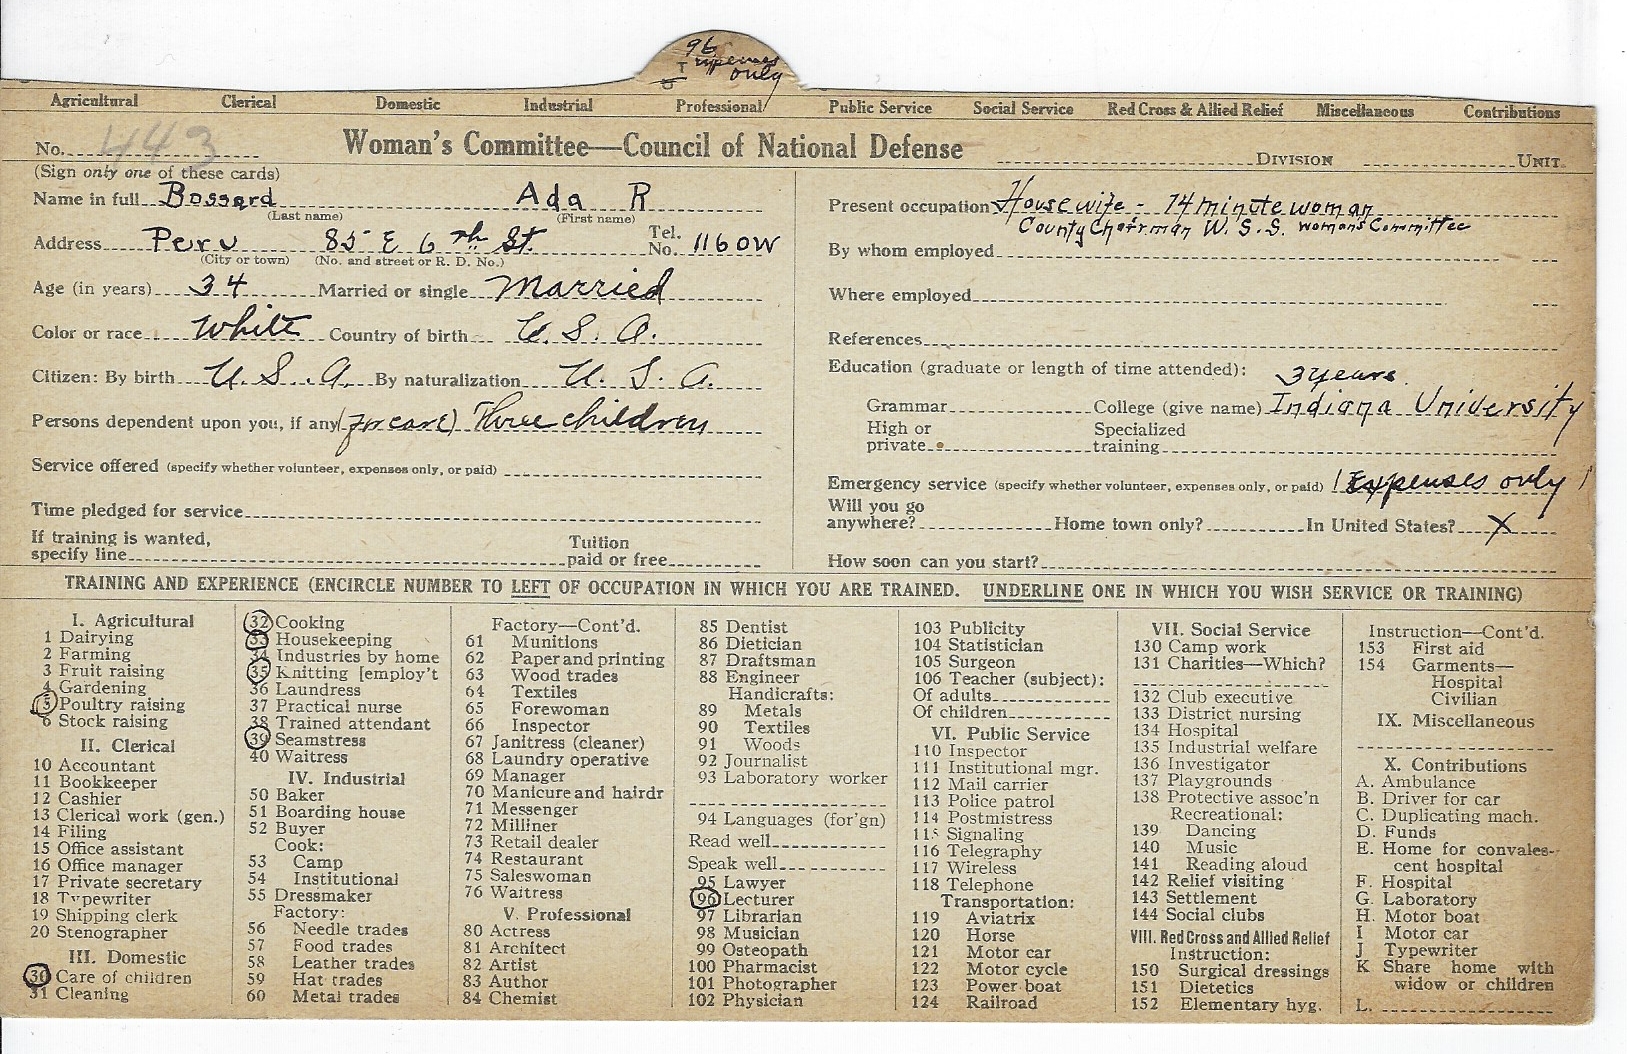 96
T Expenses
only
Agricultural Clerical Domestic Industrial Professional Public Service Social Service Red Cross & Allied Relief Miscellaneous Contributions
No. 443 Woman's Committee—Council of National Defense DIVISION UNIT
(Sign only one of these cards)
Name in full Bossard Ada R
(Last name) (First name)
Address Peru 85 E 6th St. Tel. No. 1160W
(City or town) (No. and street or R. D. No.)
Age (in years) 34 Married or single Married
Color or race White Country of birth U. S. A.
Citizen: By birth U. S. A. By naturalization U. S. A.
Persons dependent upon you, if any (for care) Three children
Service offered (specify whether volunteer, expenses only, or paid)
Time pledged for service
If training is wanted,
specify line Tuition paid or free
Present occupation Housewife - 14 minute woman
County Chairman W. S. S. Woman's Committee
By whom employed
Where employed
References
Education (graduate or length of time attended): 3 years
Grammar College (give name) Indiana University
High or private Specialized training
Emergency service (specify whether volunteer, expenses only, or paid) (Expenses only)
Will you go
anywhere? Home town only? In United States? X
How soon can you start?
TRAINING AND EXPERIENCE (ENCIRCLE NUMBER TO LEFT OF OCCUPATION IN WHICH YOU ARE TRAINED. UNDERLINE ONE IN WHICH YOU WISH SERVICE OR TRAINING)
I. Agricultural
1 Dairying
2 Farming
3 Fruit raising
4 Gardening
5 Poultry raising
6 Stock raising
II. Clerical
10 Accountant
11 Bookkeeper
12 Cashier
13 Clerical work (gen.)
14 Filing
15 Office assistant
16 Office manager
17 Private secretary
18 Typewriter
19 Shipping clerk
20 Stenographer
III. Domestic
30 Care of children
31 Cleaning
32 Cooking
33 Housekeeping
34 Industries by home
35 Knitting [employ't
36 Laundress
37 Practical nurse
38 Trained attendant
39 Seamstress
40 Waitress
IV. Industrial
50 Baker
51 Boarding house
52 Buyer
Cook:
53 Camp
54 Institutional
55 Dressmaker
Factory:
56 Needle trades
57 Food trades
58 Leather trades
59 Hat trades
60 Metal trades
Factory—Cont'd.
61 Munitions
62 Paper and printing
63 Wood trades
64 Textiles
65 Forewoman
66 Inspector
67 Janitress (cleaner)
68 Laundry operative
69 Manager
70 Manicure and hairdr
71 Messenger
72 Milliner
73 Retail dealer
74 Restaurant
75 Saleswoman
76 Waitress
V. Professional
80 Actress
81 Architect
82 Artist
83 Author
84 Chemist
85 Dentist
86 Dietician
87 Draftsman
88 Engineer
Handicrafts:
89 Metals
90 Textiles
91 Woods
92 Journalist
93 Laboratory worker
94 Languages (for'gn)
Read well
Speak well
95 Lawyer
96 Lecturer
97 Librarian
98 Musician
99 Osteopath
100 Pharmacist
101 Photographer
102 Physician
103 Publicity
104 Statistician
105 Surgeon
106 Teacher (subject):
Of adults
Of children
VI. Public Service
110 Inspector
111 Institutional mgr.
112 Mail carrier
113 Police patrol
114 Postmistress
115 Signaling
116 Telegraphy
117 Wireless
118 Telephone
Transportation:
119 Aviatrix
120 Horse
121 Motor car
122 Motor cycle
123 Power boat
124 Railroad
VII. Social Service
130 Camp work
131 Charities—Which?
132 Club executive
133 District nursing
134 Hospital
135 Industrial welfare
136 Investigator
137 Playgrounds
138 Protective assoc'n
Recreational:
139 Dancing
140 Music
141 Reading aloud
142 Relief visiting
143 Settlement
144 Social clubs
VIII. Red Cross and Allied Relief
Instruction:
150 Surgical dressings
151 Dietetics
152 Elementary hyg.
Instruction—Cont'd.
153 First aid
154 Garments—
Hospital
Civilian
IX. Miscellaneous
X. Contributions
A. Ambulance
B. Driver for car
C. Duplicating mach.
D. Funds
E. Home for convales-
cent hospital
F. Hospital
G. Laboratory
H. Motor boat
I Motor car
J Typewriter
K Share home with
widow or children
L.